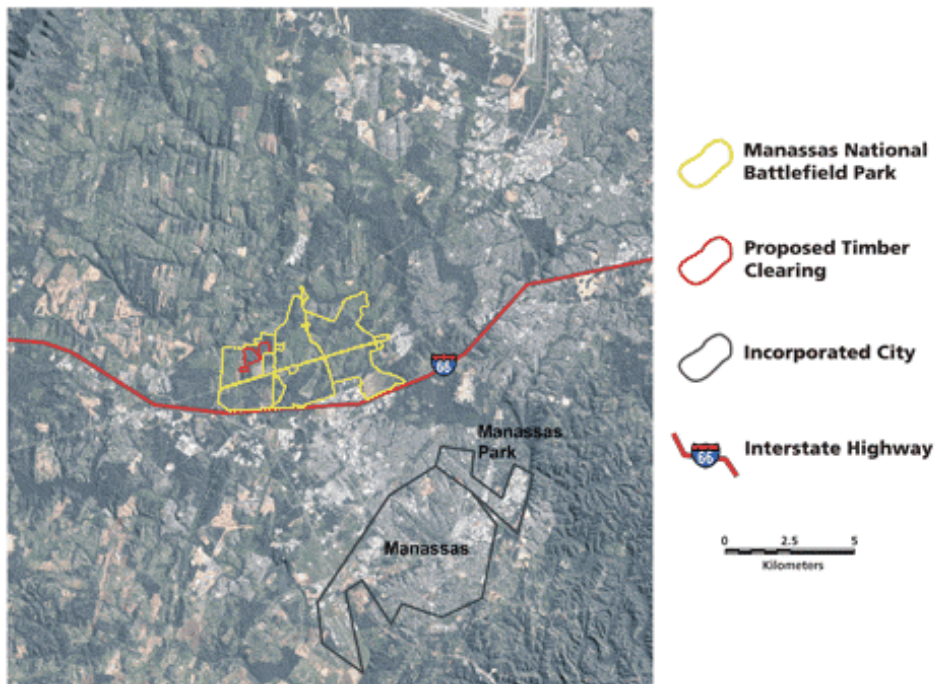 Manassas National
Battlefield Park
Proposed Timber
Clearing
Incorporated City
66
Interstate Highway
0 2.5 5
Kilometers
66
Manassas
Park
Manassas